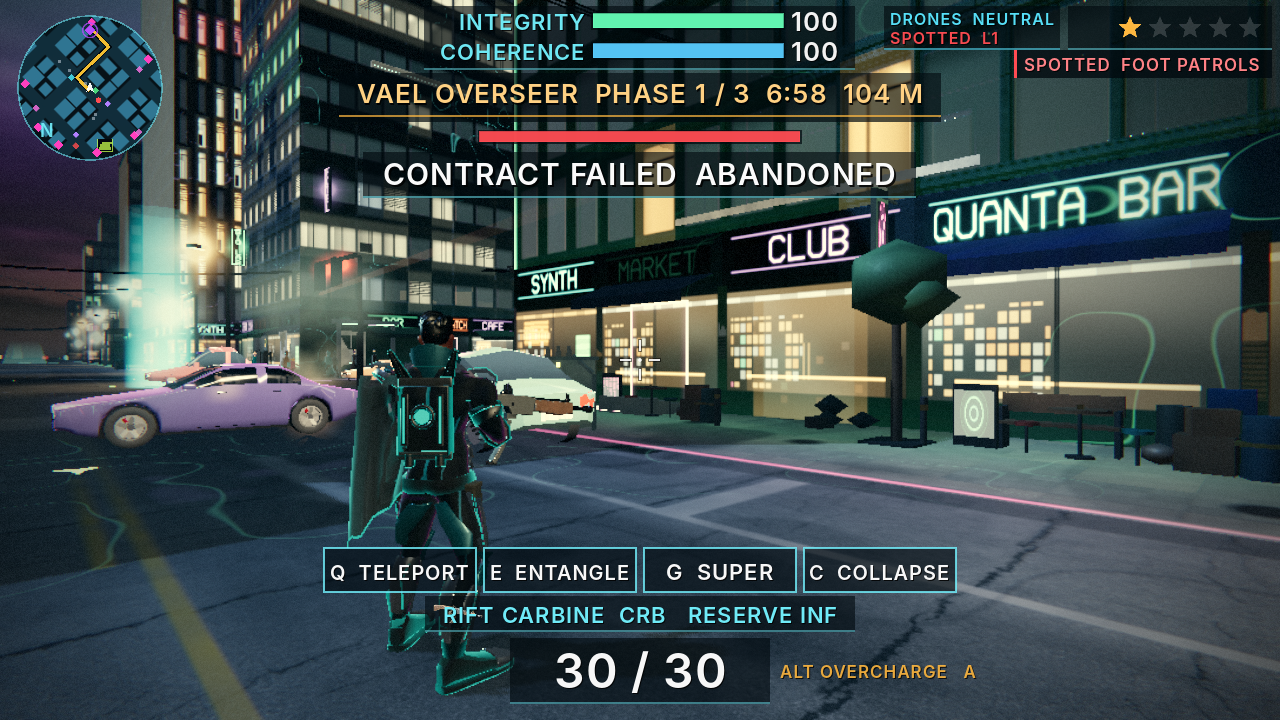 INTEGRITY 100
COHERENCE 100
DRONES NEUTRAL
SPOTTED L1
SPOTTED FOOT PATROLS
VAEL OVERSEER PHASE 1 / 3 6:58 104 M
CONTRACT FAILED ABANDONED
N
QUANTA BAR
CLUB
MARKET
SYNTH
SYNTH
BAR
CAFE
Q TELEPORT
E ENTANGLE
G SUPER
C COLLAPSE
RIFT CARBINE CRB RESERVE INF
30 / 30
ALT OVERCHARGE A